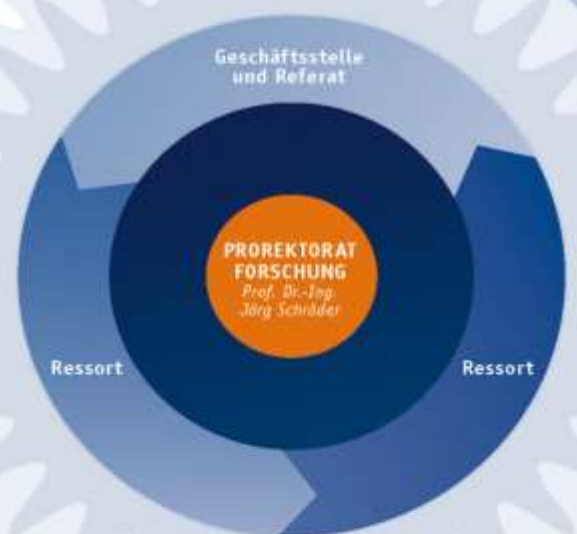 Geschäftsstelle
und Referat
PROREKTORAT
FORSCHUNG
Prof. Dr.-Ing.
Jörg Schröder
Ressort
Ressort